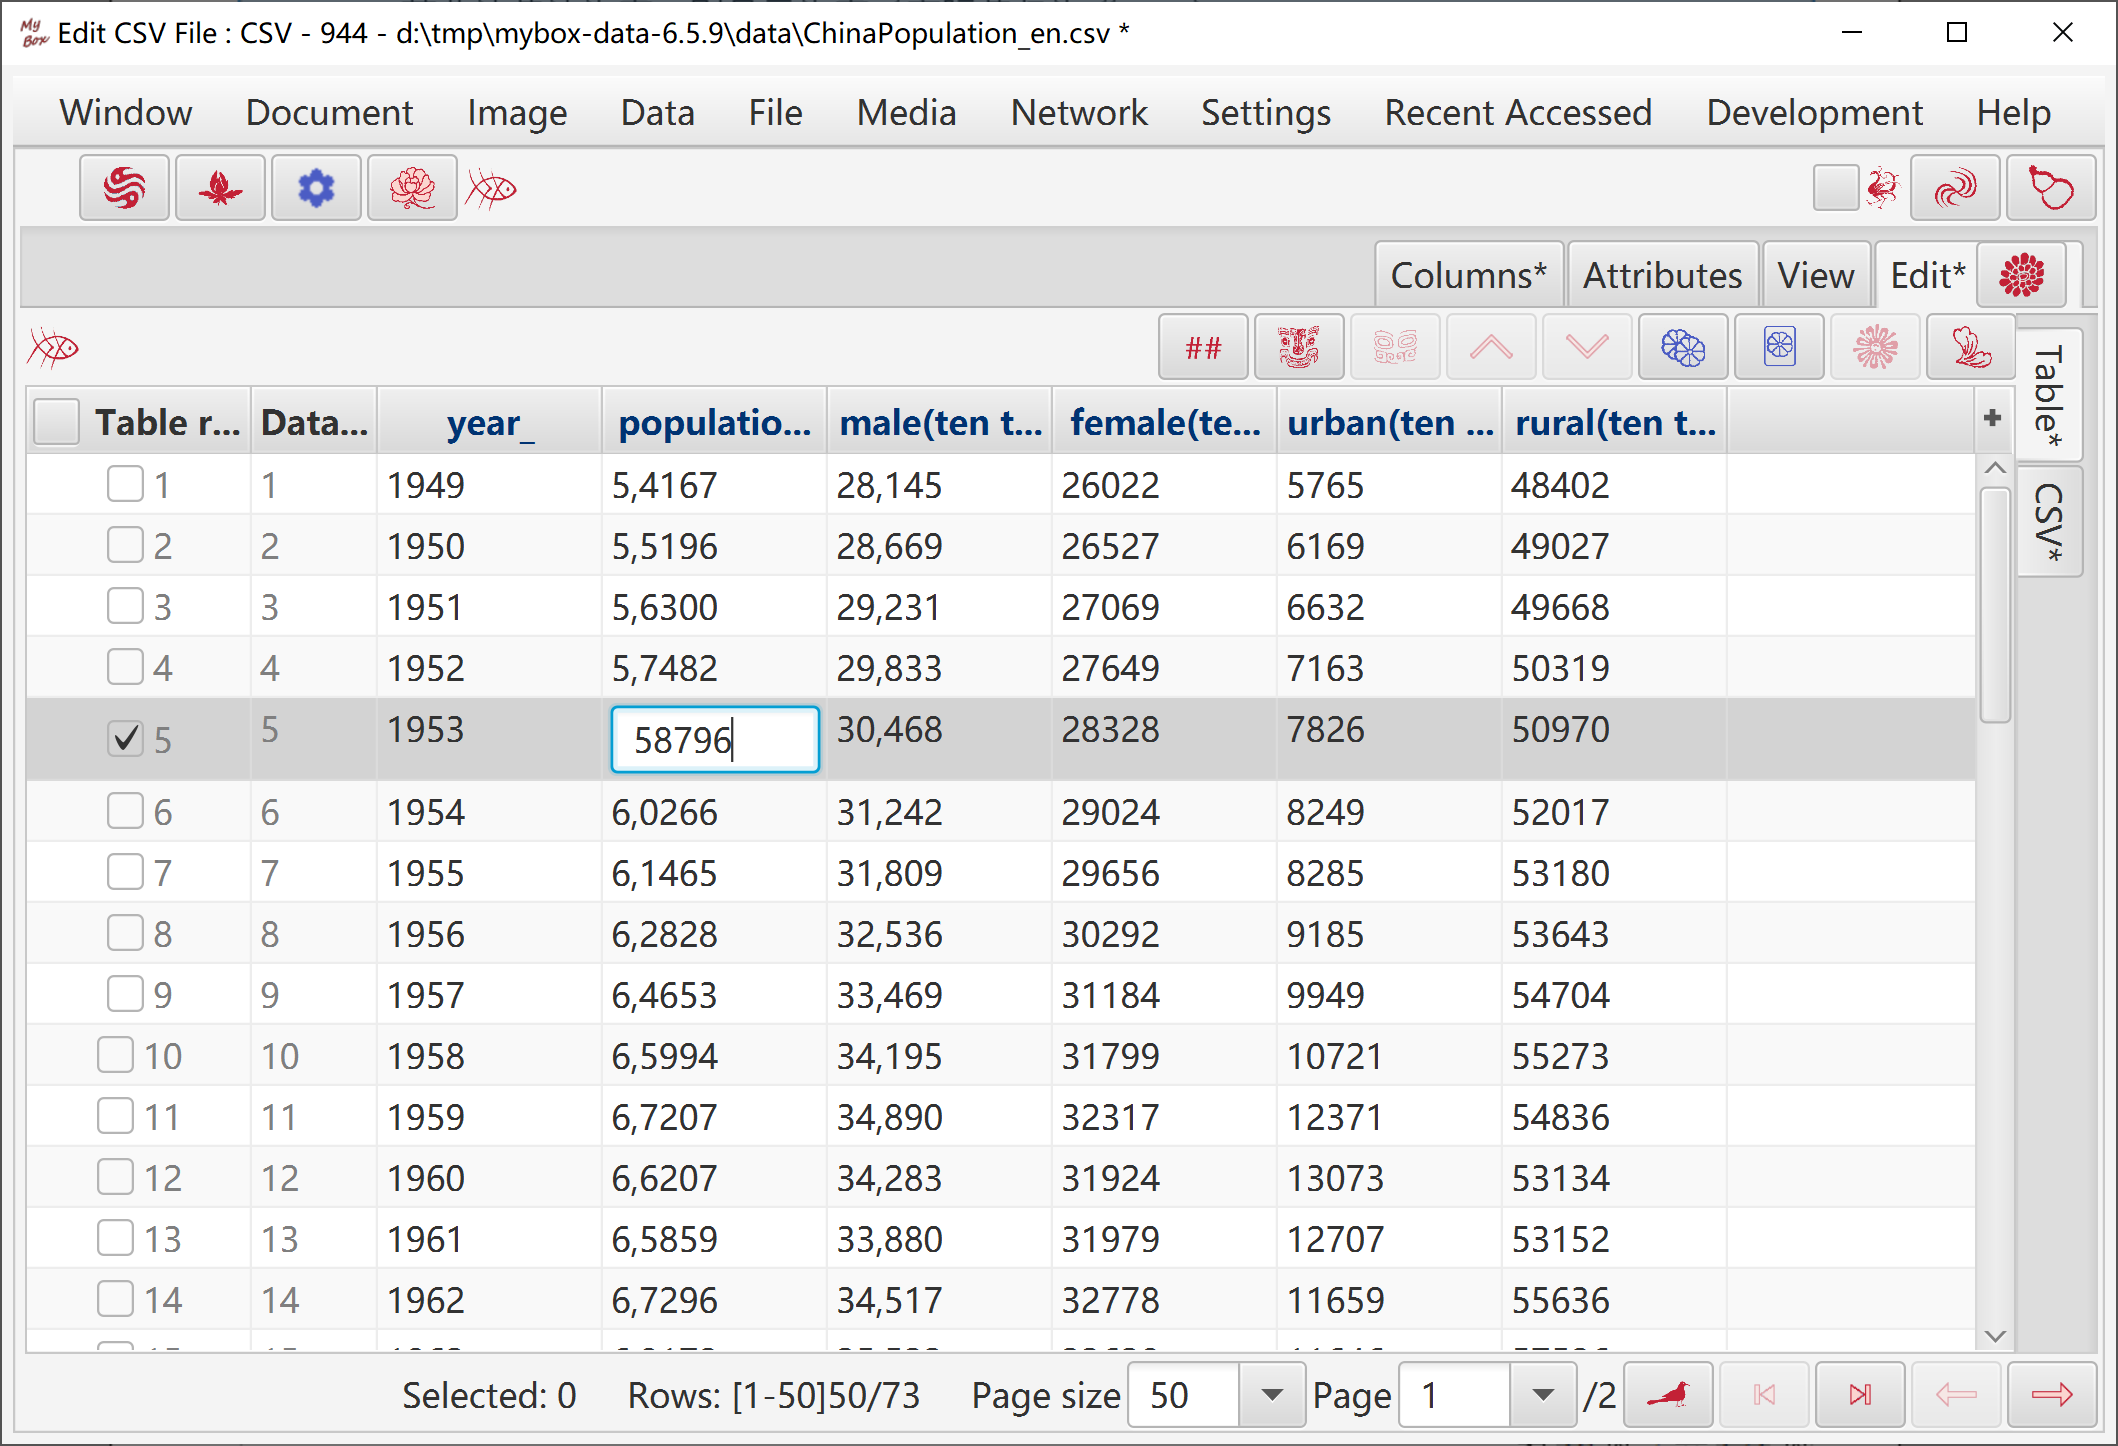 My Box Edit CSV File : CSV - 944 - d:\tmp\mybox-data-6.5.9\data\ChinaPopulation_en.csv *
Window Document Image Data File Media Network Settings Recent Accessed Development Help
Columns* Attributes View Edit*
##
Table r... Data... year_ populatio... male(ten t... female(te... urban(ten ... rural(ten t... +
1 1 1949 5,4167 28,145 26022 5765 48402
2 2 1950 5,5196 28,669 26527 6169 49027
3 3 1951 5,6300 29,231 27069 6632 49668
4 4 1952 5,7482 29,833 27649 7163 50319
5 5 1953 58796 30,468 28328 7826 50970
6 6 1954 6,0266 31,242 29024 8249 52017
7 7 1955 6,1465 31,809 29656 8285 53180
8 8 1956 6,2828 32,536 30292 9185 53643
9 9 1957 6,4653 33,469 31184 9949 54704
10 10 1958 6,5994 34,195 31799 10721 55273
11 11 1959 6,7207 34,890 32317 12371 54836
12 12 1960 6,6207 34,283 31924 13073 53134
13 13 1961 6,5859 33,880 31979 12707 53152
14 14 1962 6,7296 34,517 32778 11659 55636
Table*
CSV*
Selected: 0 Rows: [1-50]50/73 Page size 50 Page 1 /2